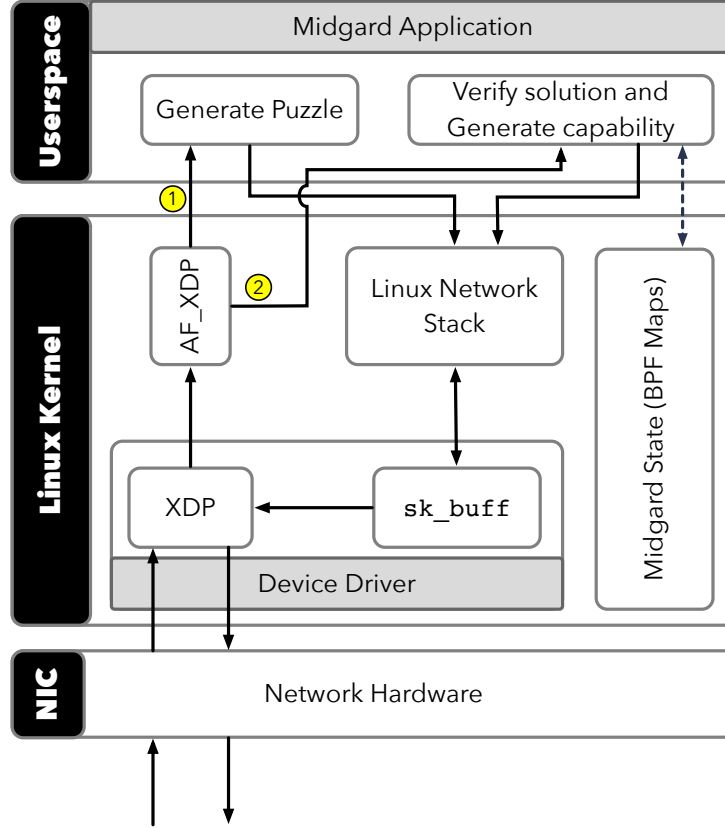 Userspace
Midgard Application
Generate Puzzle
Verify solution and
Generate capability
1
2
Linux Kernel
AF_XDP
Linux Network
Stack
Midgard State (BPF Maps)
XDP
sk_buff
Device Driver
NIC
Network Hardware